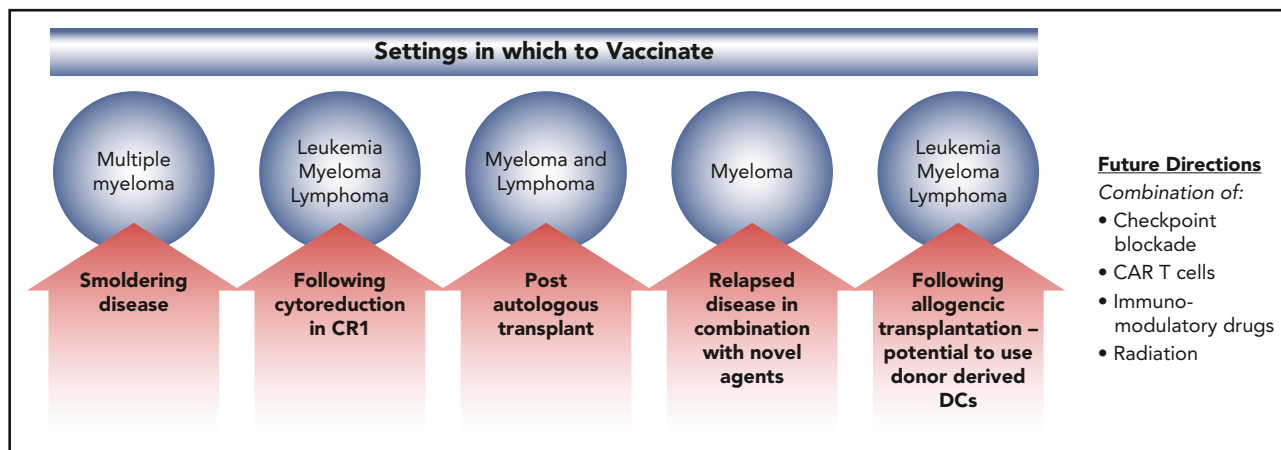 Settings in which to Vaccinate
Multiple
myeloma
Leukemia
Myeloma
Lymphoma
Myeloma and
Lymphoma
Myeloma
Leukemia
Myeloma
Lymphoma
Smoldering
disease
Following
cytoreduction
in CR1
Post
autologous
transplant
Relapsed
disease in
combination
with novel
agents
Following
allogencic
transplantation –
potential to use
donor derived
DCs
Future Directions
Combination of:
• Checkpoint
blockade
• CAR T cells
• Immuno-
modulatory drugs
• Radiation